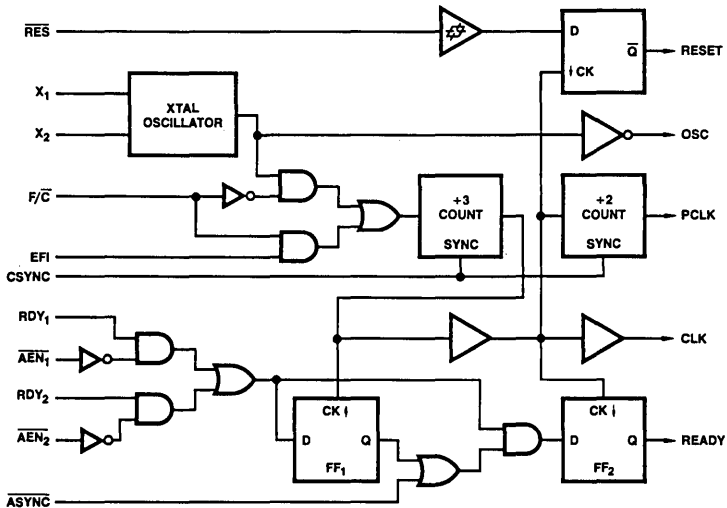 RES
D
Q
RESET
CK
X1
XTAL
OSCILLATOR
X2
OSC
F/C
+3
COUNT
SYNC
+2
COUNT
SYNC
PCLK
EFI
CSYNC
RDY1
AEN1
CLK
RDY2
CK
D
Q
FF1
CK
D
Q
FF2
READY
AEN2
ASYNC